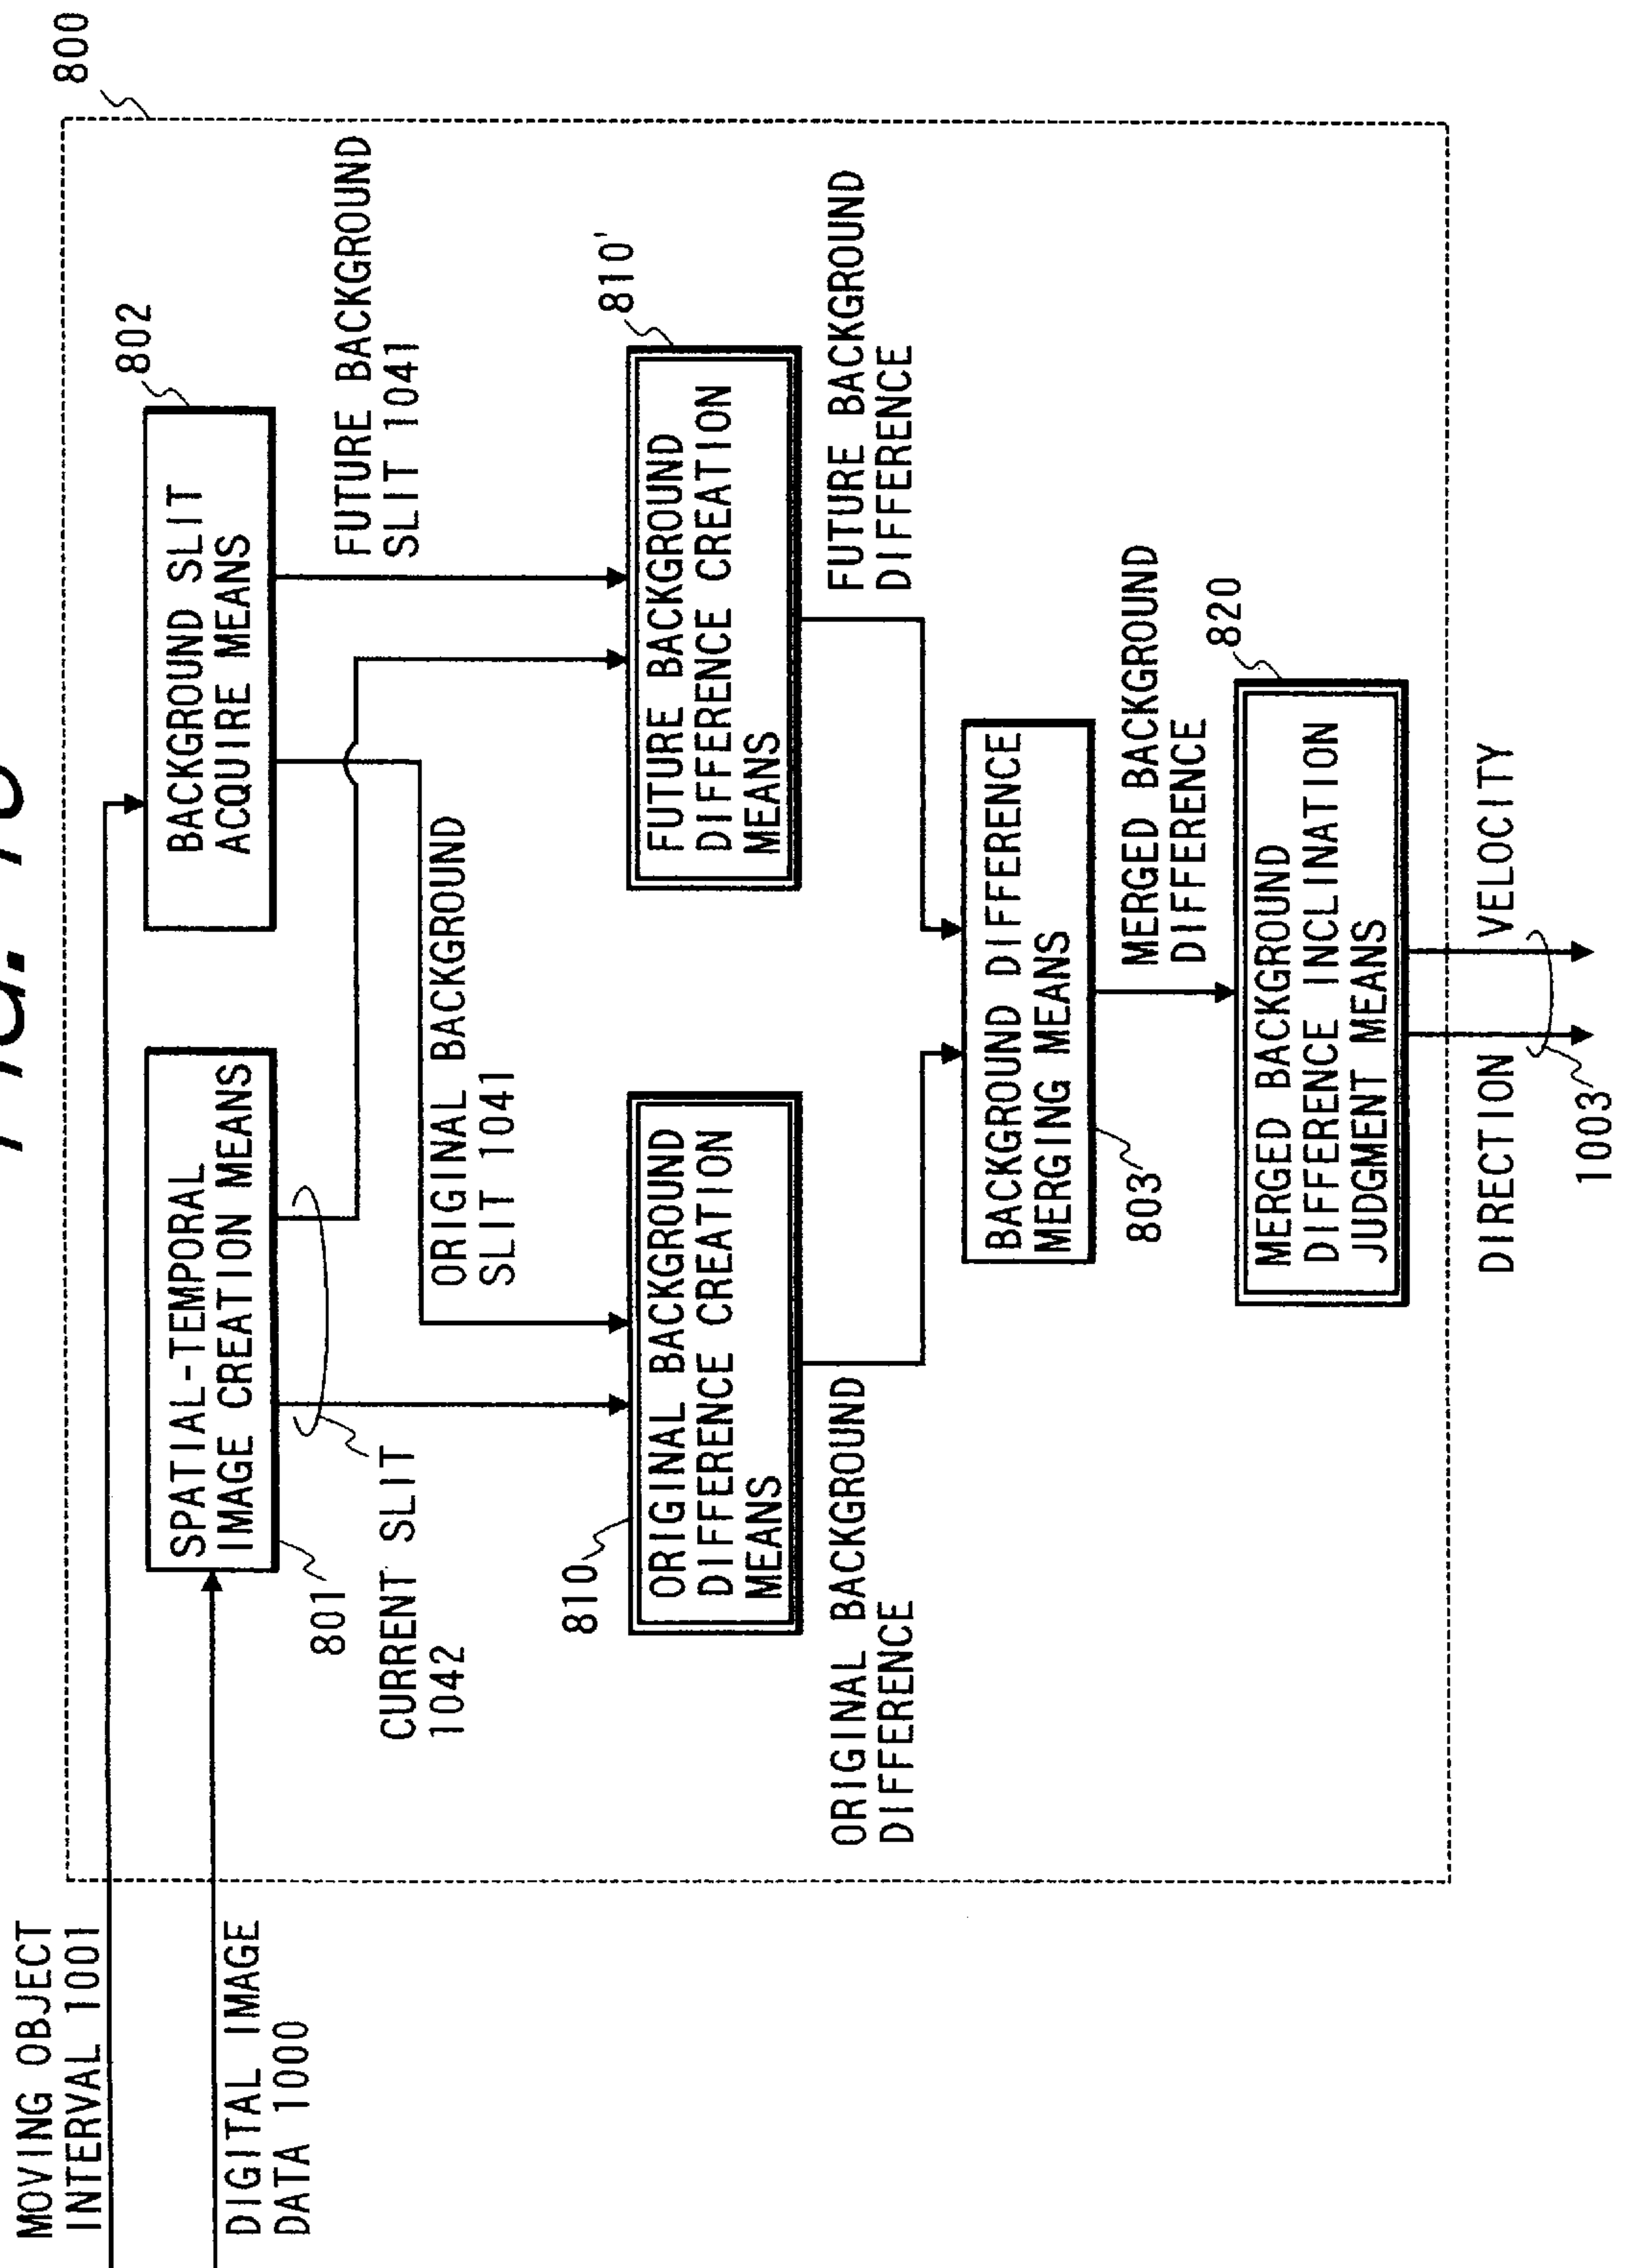 MOVING OBJECT
INTERVAL 1001
DIGITAL IMAGE
DATA 1000
800
SPATIAL-TEMPORAL
IMAGE CREATION MEANS
801
BACKGROUND SLIT
ACQUIRE MEANS
802
CURRENT SLIT
1042
ORIGINAL BACKGROUND
SLIT 1041
FUTURE BACKGROUND
SLIT 1041
810
ORIGINAL BACKGROUND
DIFFERENCE CREATION
MEANS
810'
FUTURE BACKGROUND
DIFFERENCE CREATION
MEANS
ORIGINAL BACKGROUND
DIFFERENCE
FUTURE BACKGROUND
DIFFERENCE
BACKGROUND DIFFERENCE
MERGING MEANS
803
MERGED BACKGROUND
DIFFERENCE
820
MERGED BACKGROUND
DIFFERENCE INCLINATION
JUDGMENT MEANS
DIRECTION
VELOCITY
1003